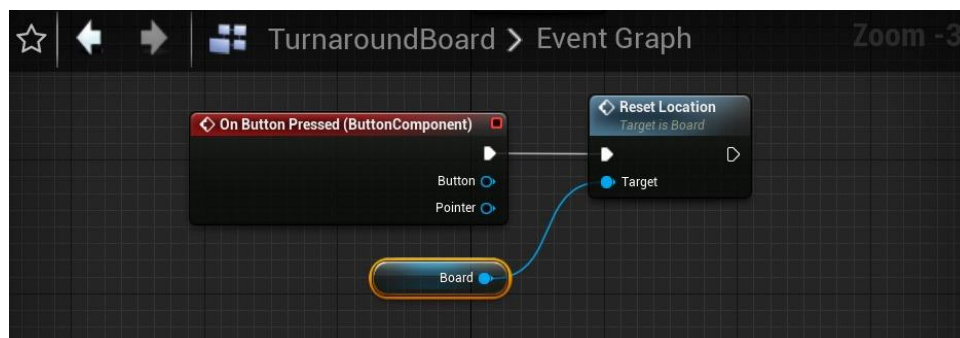 TurnaroundBoard > Event Graph
Zoom -3
On Button Pressed (ButtonComponent)
Button
Pointer
Reset Location
Target is Board
Target
Board